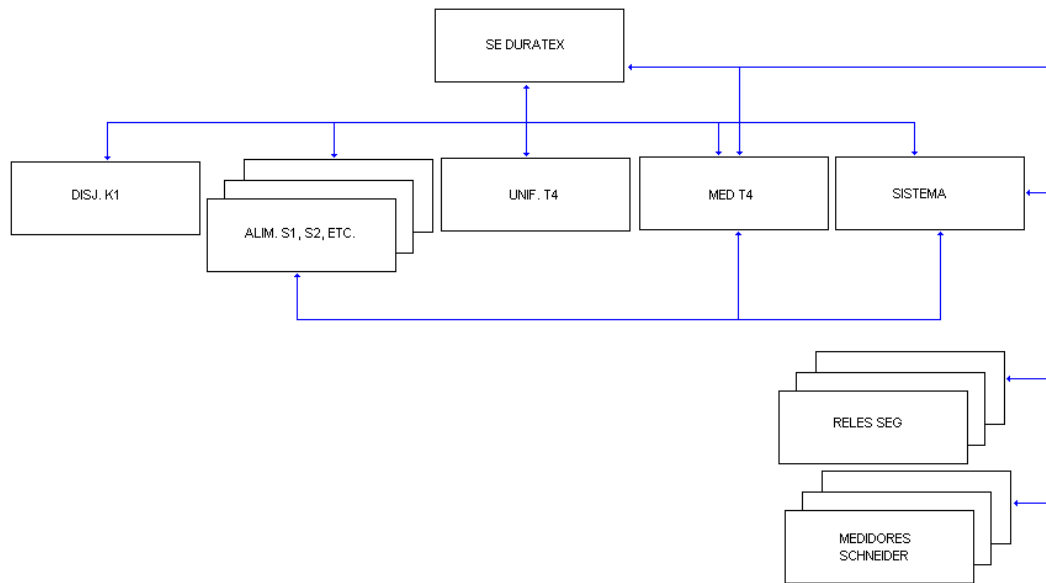 SE DURATEX
DISJ. K1
ALIM. S1, S2, ETC.
UNIF. T4
MED T4
SISTEMA
RELES SEG
MEDIDORES
SCHNEIDER